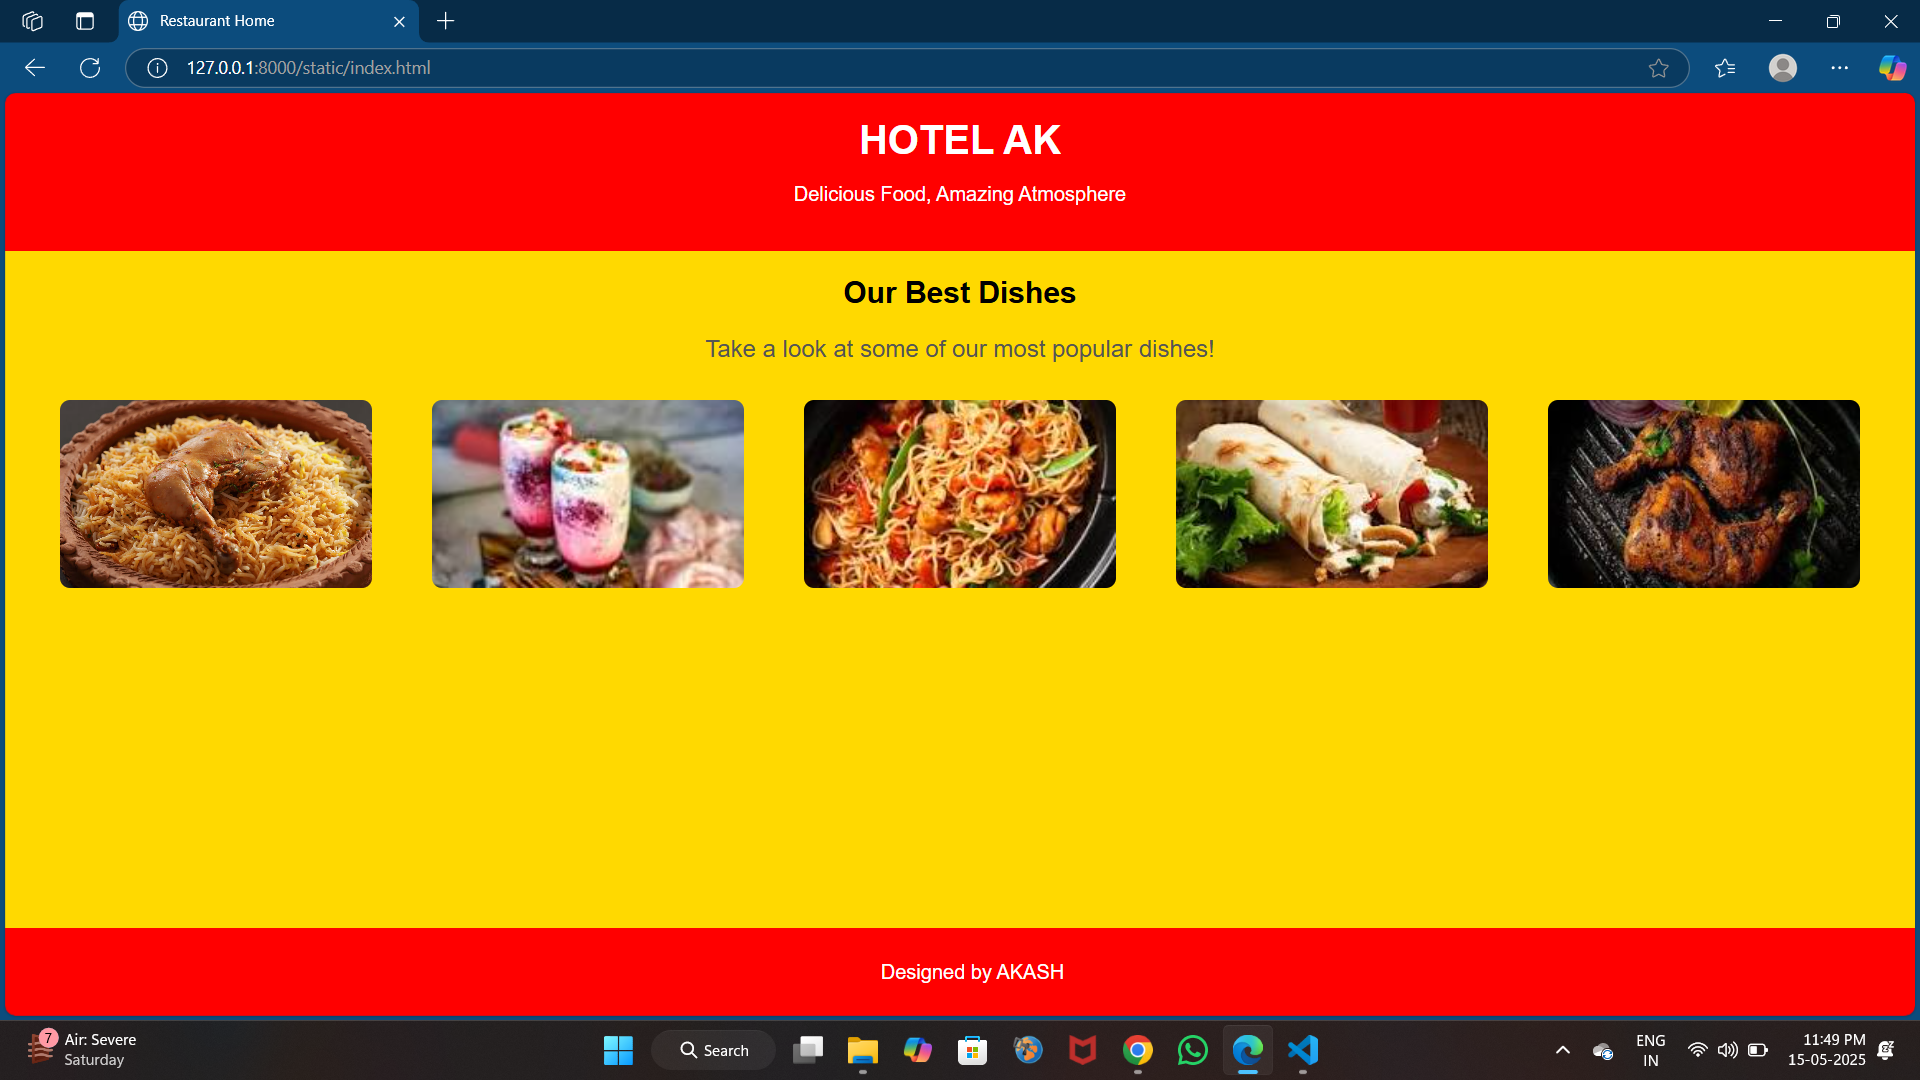 Restaurant Home
127.0.0.1:8000/static/index.html
HOTEL AK
Delicious Food, Amazing Atmosphere
Our Best Dishes
Take a look at some of our most popular dishes!
Designed by AKASH
7
Air: Severe
Saturday
Search
ENG
IN
11:49 PM
15-05-2025